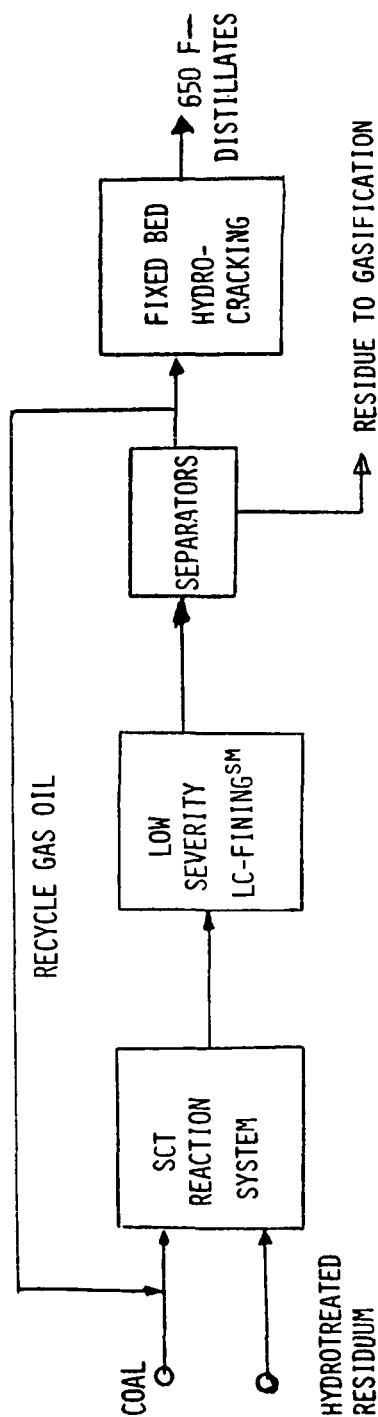 RECYCLE GAS OIL
COAL
HYDROTREATED
RESIDUUM
SCT
REACTION
SYSTEM
LOW
SEVERITY
LC-FINING℠
SEPARATORS
FIXED BED
HYDRO-
CRACKING
650 F—
DISTILLATES
RESIDUE TO GASIFICATION